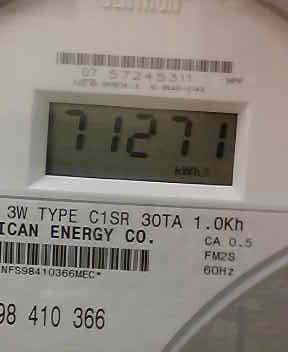 CENTRON
07 57245311
71271
kWh
3W TYPE C1SR 30TA 1.0Kh
ICAN ENERGY CO.
CA 0.5
FM2S
60Hz
NFS98410366MEC*
98 410 366